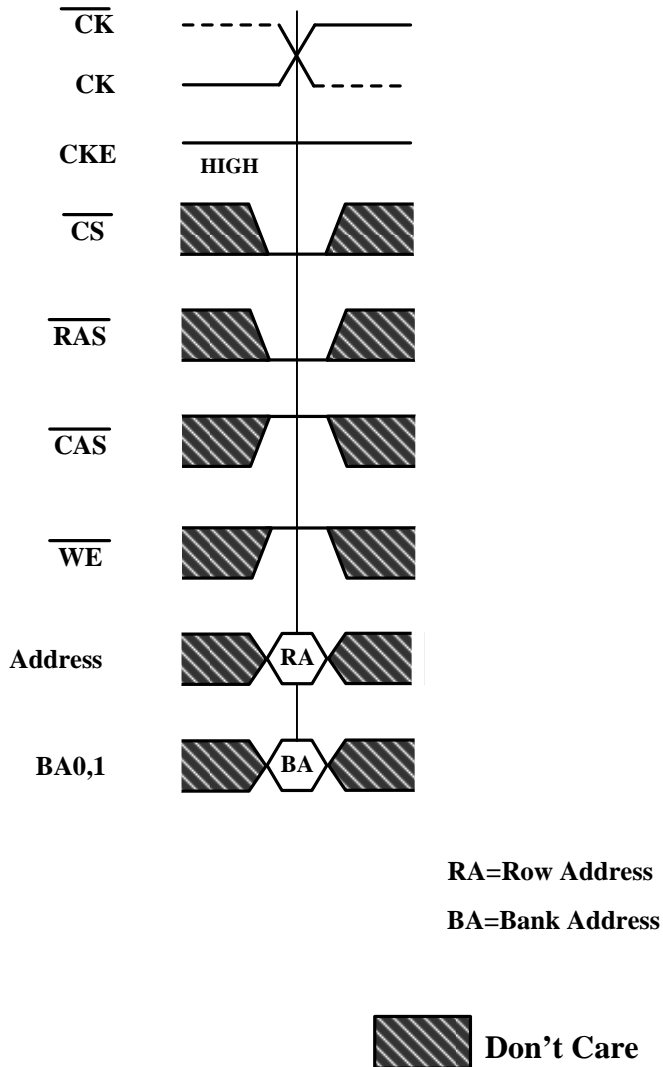 CK
CK
CKE
HIGH
CS
RAS
CAS
WE
Address
RA
BA0,1
BA
RA=Row Address
BA=Bank Address
Don't Care